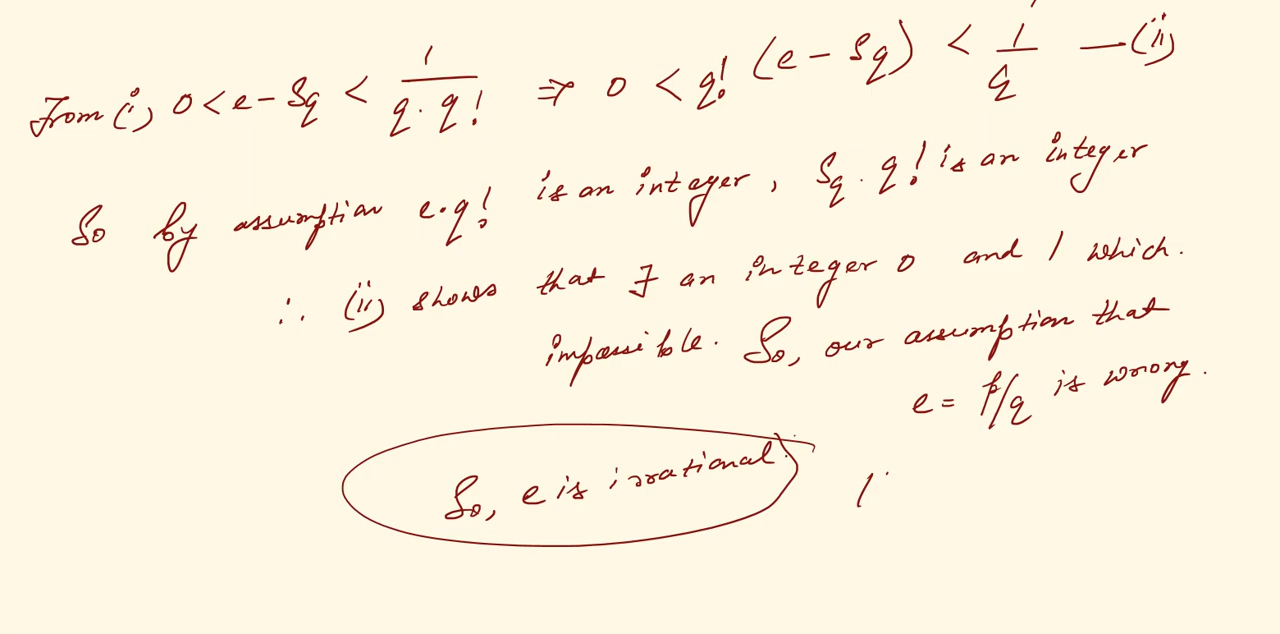 From (i), 0 < e - Sq < 1/(q · q!) ⇒ 0 < q! (e - Sq) < 1/q —(ii)
So by assumption e·q! is an integer, Sq · q! is an integer
∴ (ii) shows that ∃ an integer 0 and 1 which.
impossible. So, our assumption that
e = p/q is wrong.
So, e is irrational.